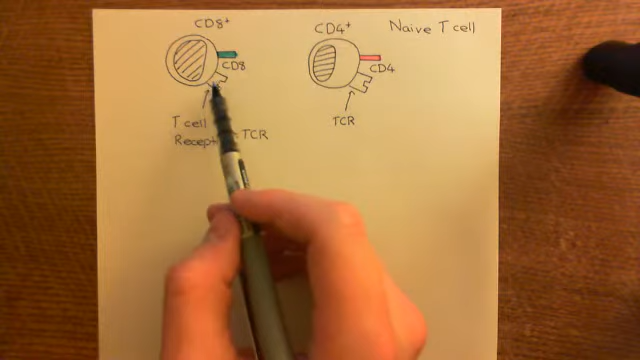 CD8⁺
CD4⁺
Naive T cell
CD8
CD4
T cell
TCR
TCR